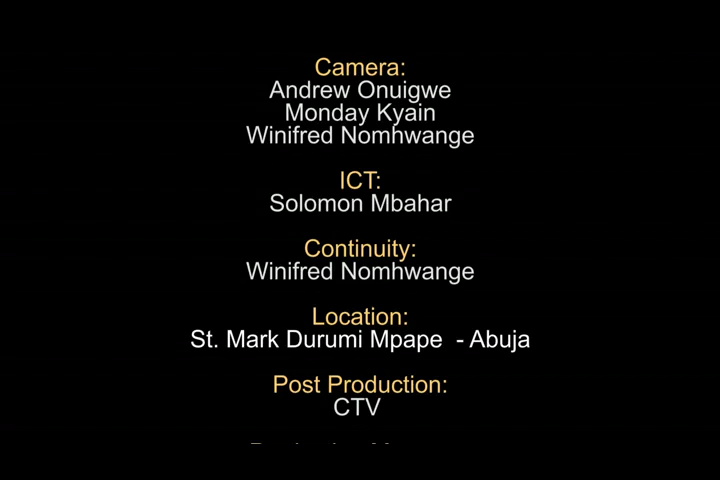 Camera:
Andrew Onuigwe
Monday Kyain
Winifred Nomhwange
ICT:
Solomon Mbahar
Continuity:
Winifred Nomhwange
Location:
St. Mark Durumi Mpape - Abuja
Post Production:
CTV